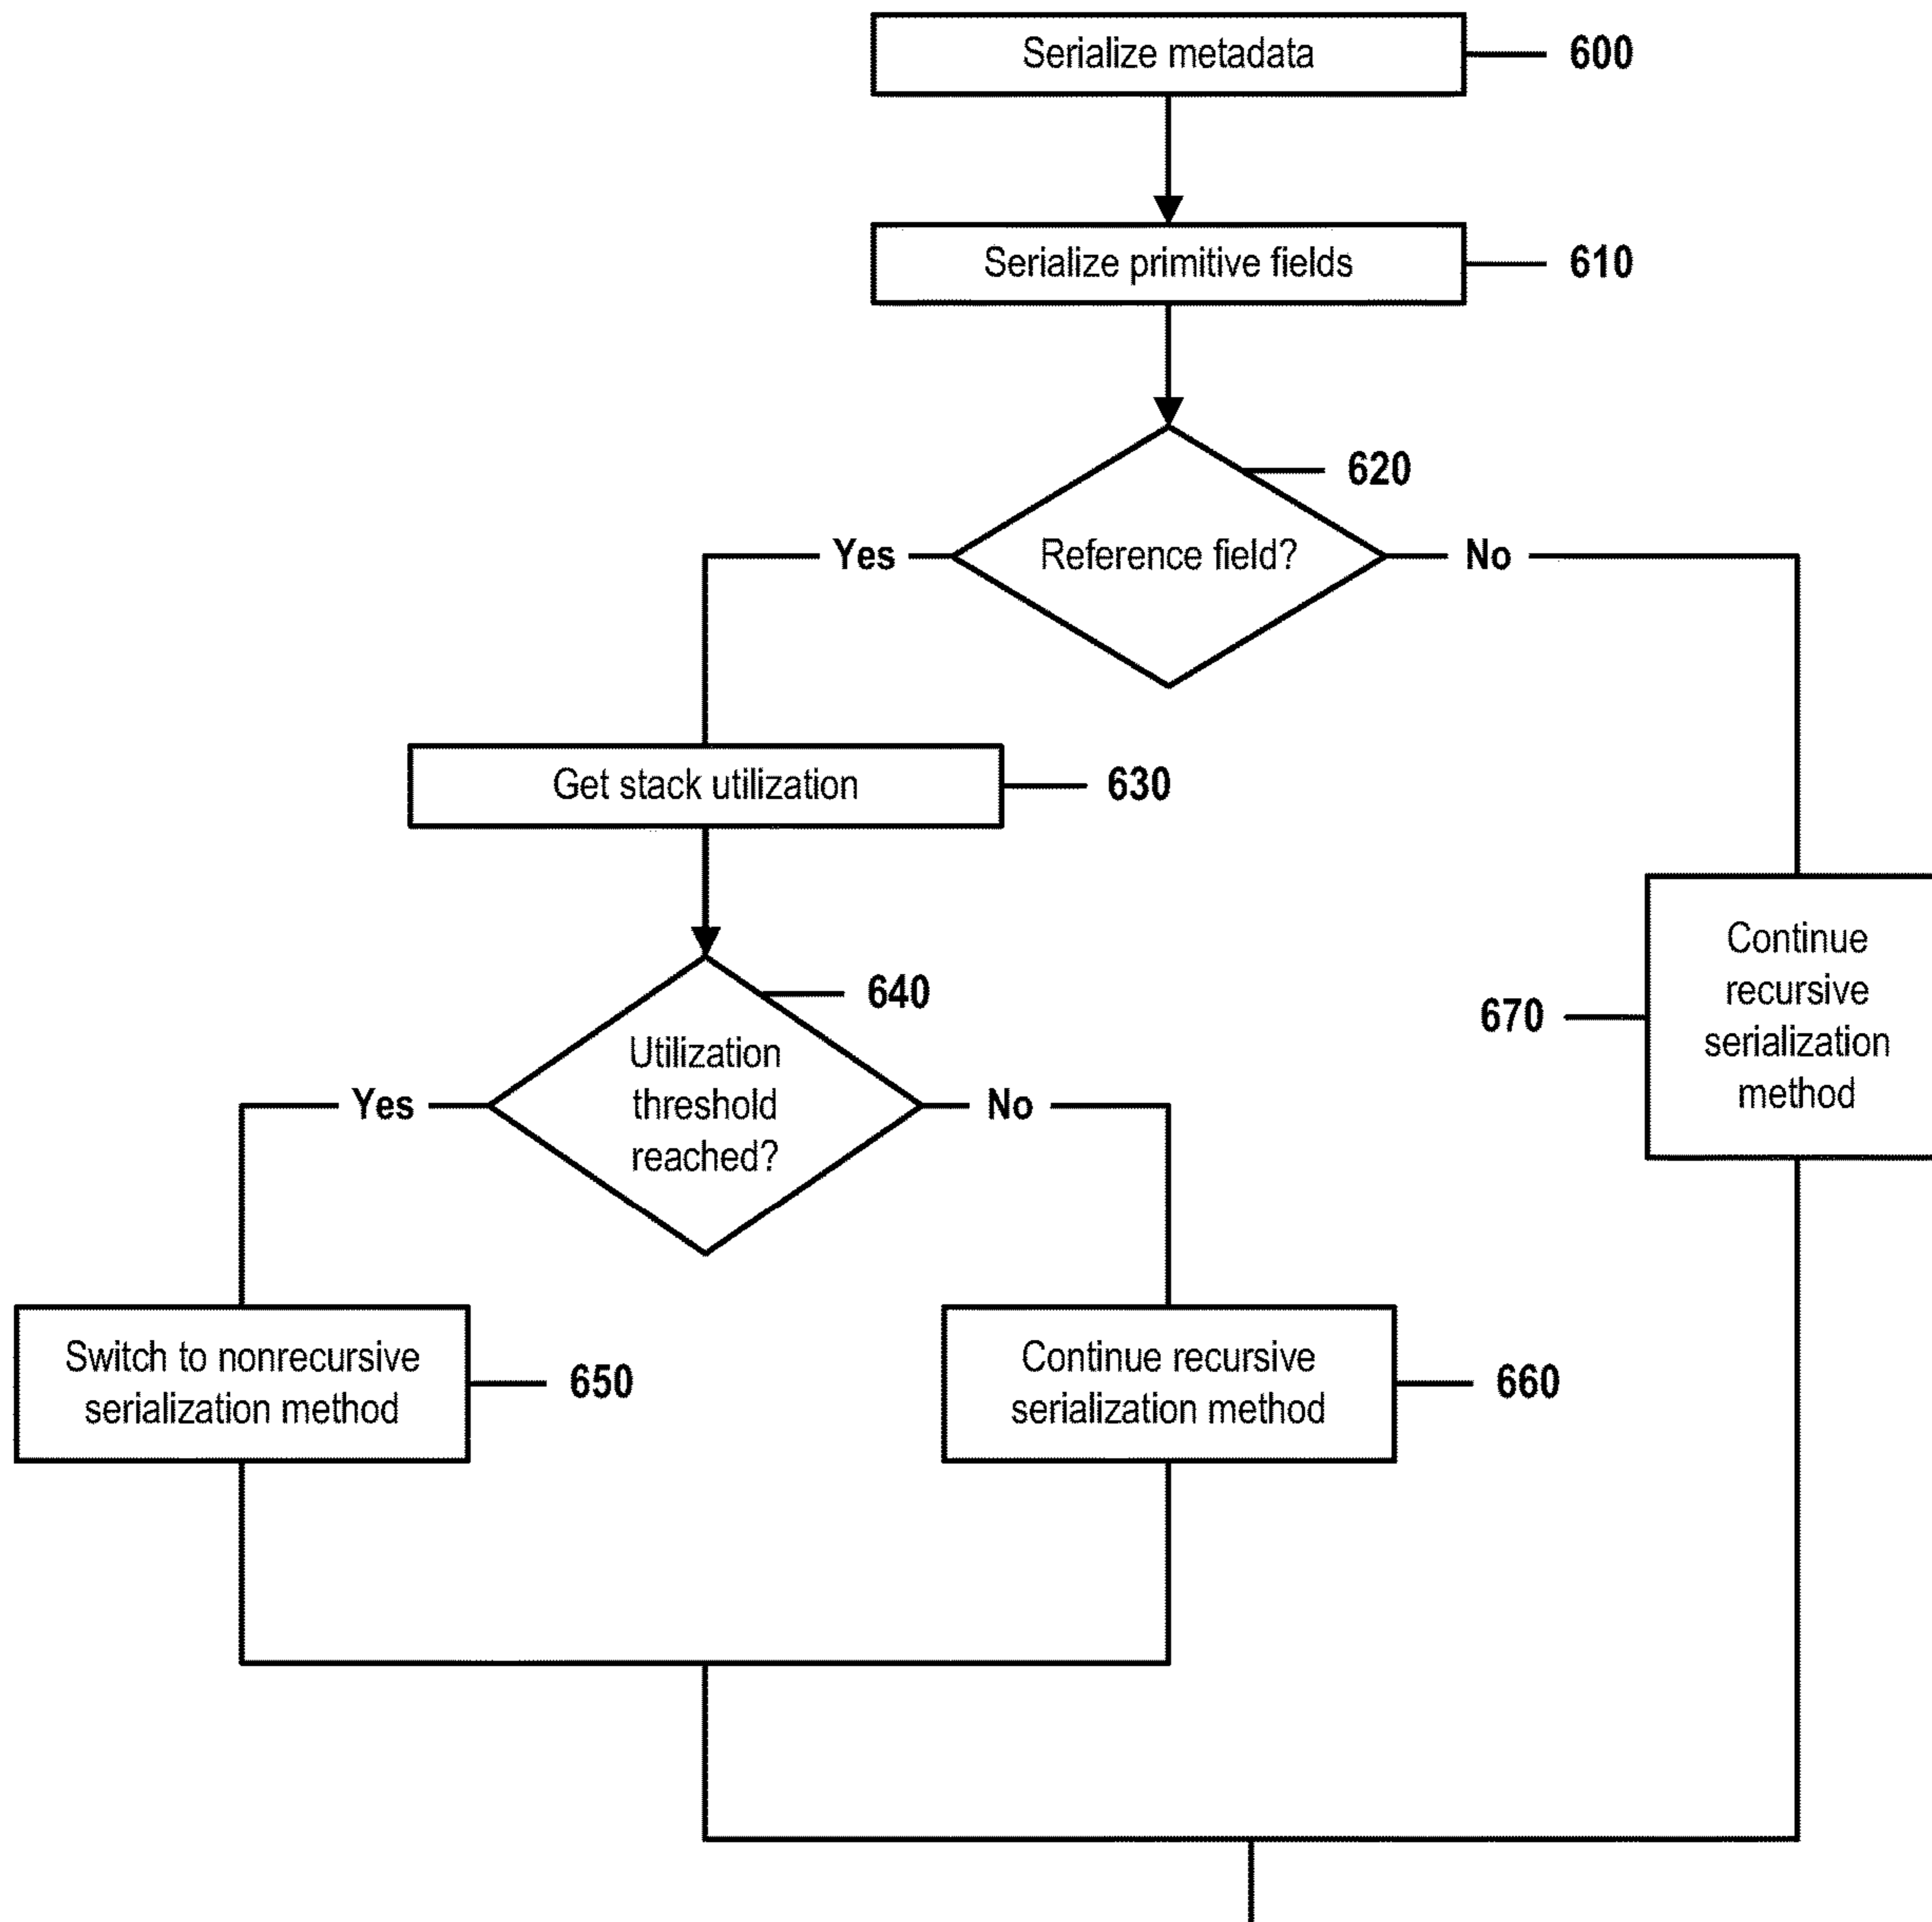 Serialize metadata
600
Serialize primitive fields
610
620
Reference field?
Yes
No
Get stack utilization
630
640
Utilization
threshold
reached?
Yes
No
Continue
recursive
serialization
method
670
Switch to nonrecursive
serialization method
650
Continue recursive
serialization method
660